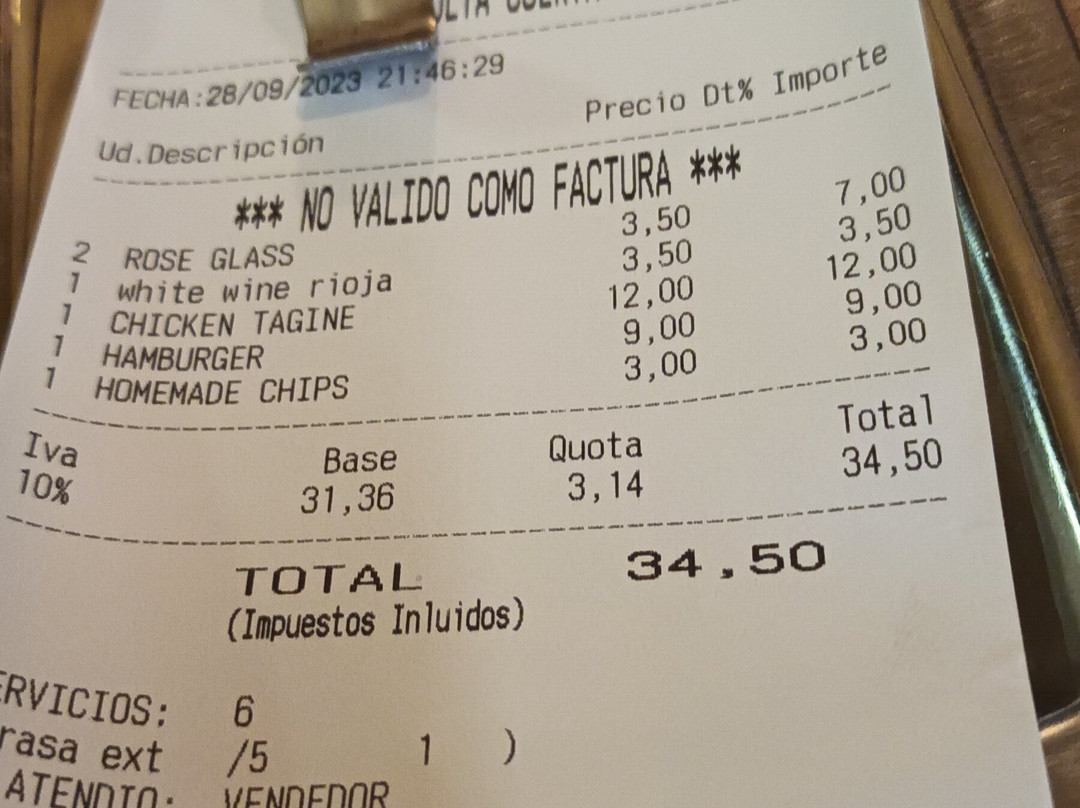 FECHA:28/09/2023 21:46:29
Ud.Descripción Precio Dt% Importe
*** NO VALIDO COMO FACTURA ***
2 ROSE GLASS 3,50 7,00
1 white wine rioja 3,50 3,50
1 CHICKEN TAGINE 12,00 12,00
1 HAMBURGER 9,00 9,00
1 HOMEMADE CHIPS 3,00 3,00
Iva Base Quota Total
10% 31,36 3,14 34,50
TOTAL 34,50
(Impuestos Inluidos)
ERVICIOS: 6
rasa ext /5 1 )
ATENDIO: VENDEDOR